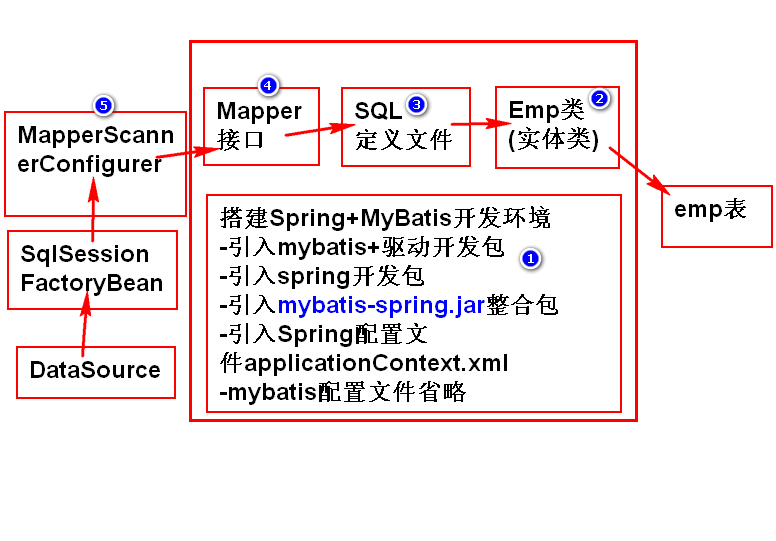 ⑤
MapperScann
erConfigurer
④
Mapper
接口
③
SQL
定义文件
②
Emp类
(实体类)
emp表
SqlSession
FactoryBean
DataSource
①
搭建Spring+MyBatis开发环境
-引入mybatis+驱动开发包
-引入spring开发包
-引入mybatis-spring.jar整合包
-引入Spring配置文
件applicationContext.xml
-mybatis配置文件省略